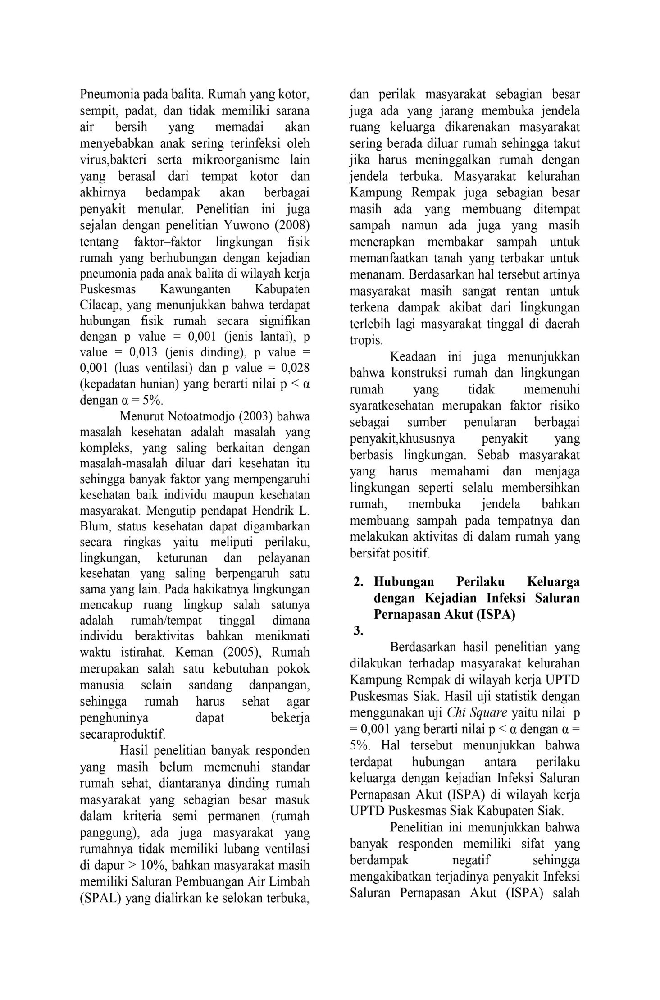 Pneumonia pada balita. Rumah yang kotor,
sempit, padat, dan tidak memiliki sarana
air bersih yang memadai akan
menyebabkan anak sering terinfeksi oleh
virus,bakteri serta mikroorganisme lain
yang berasal dari tempat kotor dan
akhirnya bedampak akan berbagai
penyakit menular. Penelitian ini juga
sejalan dengan penelitian Yuwono (2008)
tentang faktor–faktor lingkungan fisik
rumah yang berhubungan dengan kejadian
pneumonia pada anak balita di wilayah kerja
Puskesmas Kawunganten Kabupaten
Cilacap, yang menunjukkan bahwa terdapat
hubungan fisik rumah secara signifikan
dengan p value = 0,001 (jenis lantai), p
value = 0,013 (jenis dinding), p value =
0,001 (luas ventilasi) dan p value = 0,028
(kepadatan hunian) yang berarti nilai p < α
dengan α = 5%.
Menurut Notoatmodjo (2003) bahwa
masalah kesehatan adalah masalah yang
kompleks, yang saling berkaitan dengan
masalah-masalah diluar dari kesehatan itu
sehingga banyak faktor yang mempengaruhi
kesehatan baik individu maupun kesehatan
masyarakat. Mengutip pendapat Hendrik L.
Blum, status kesehatan dapat digambarkan
secara ringkas yaitu meliputi perilaku,
lingkungan, keturunan dan pelayanan
kesehatan yang saling berpengaruh satu
sama yang lain. Pada hakikatnya lingkungan
mencakup ruang lingkup salah satunya
adalah rumah/tempat tinggal dimana
individu beraktivitas bahkan menikmati
waktu istirahat. Keman (2005), Rumah
merupakan salah satu kebutuhan pokok
manusia selain sandang danpangan,
sehingga rumah harus sehat agar
penghuninya dapat bekerja
secaraproduktif.
Hasil penelitian banyak responden
yang masih belum memenuhi standar
rumah sehat, diantaranya dinding rumah
masyarakat yang sebagian besar masuk
dalam kriteria semi permanen (rumah
panggung), ada juga masyarakat yang
rumahnya tidak memiliki lubang ventilasi
di dapur > 10%, bahkan masyarakat masih
memiliki Saluran Pembuangan Air Limbah
(SPAL) yang dialirkan ke selokan terbuka,
dan perilak masyarakat sebagian besar
juga ada yang jarang membuka jendela
ruang keluarga dikarenakan masyarakat
sering berada diluar rumah sehingga takut
jika harus meninggalkan rumah dengan
jendela terbuka. Masyarakat kelurahan
Kampung Rempak juga sebagian besar
masih ada yang membuang ditempat
sampah namun ada juga yang masih
menerapkan membakar sampah untuk
memanfaatkan tanah yang terbakar untuk
menanam. Berdasarkan hal tersebut artinya
masyarakat masih sangat rentan untuk
terkena dampak akibat dari lingkungan
terlebih lagi masyarakat tinggal di daerah
tropis.
Keadaan ini juga menunjukkan
bahwa konstruksi rumah dan lingkungan
rumah yang tidak memenuhi
syaratkesehatan merupakan faktor risiko
sebagai sumber penularan berbagai
penyakit,khususnya penyakit yang
berbasis lingkungan. Sebab masyarakat
yang harus memahami dan menjaga
lingkungan seperti selalu membersihkan
rumah, membuka jendela bahkan
membuang sampah pada tempatnya dan
melakukan aktivitas di dalam rumah yang
bersifat positif.
2. Hubungan Perilaku Keluarga
dengan Kejadian Infeksi Saluran
Pernapasan Akut (ISPA)
3.
Berdasarkan hasil penelitian yang
dilakukan terhadap masyarakat kelurahan
Kampung Rempak di wilayah kerja UPTD
Puskesmas Siak. Hasil uji statistik dengan
menggunakan uji Chi Square yaitu nilai p
= 0,001 yang berarti nilai p < α dengan α =
5%. Hal tersebut menunjukkan bahwa
terdapat hubungan antara perilaku
keluarga dengan kejadian Infeksi Saluran
Pernapasan Akut (ISPA) di wilayah kerja
UPTD Puskesmas Siak Kabupaten Siak.
Penelitian ini menunjukkan bahwa
banyak responden memiliki sifat yang
berdampak negatif sehingga
mengakibatkan terjadinya penyakit Infeksi
Saluran Pernapasan Akut (ISPA) salah